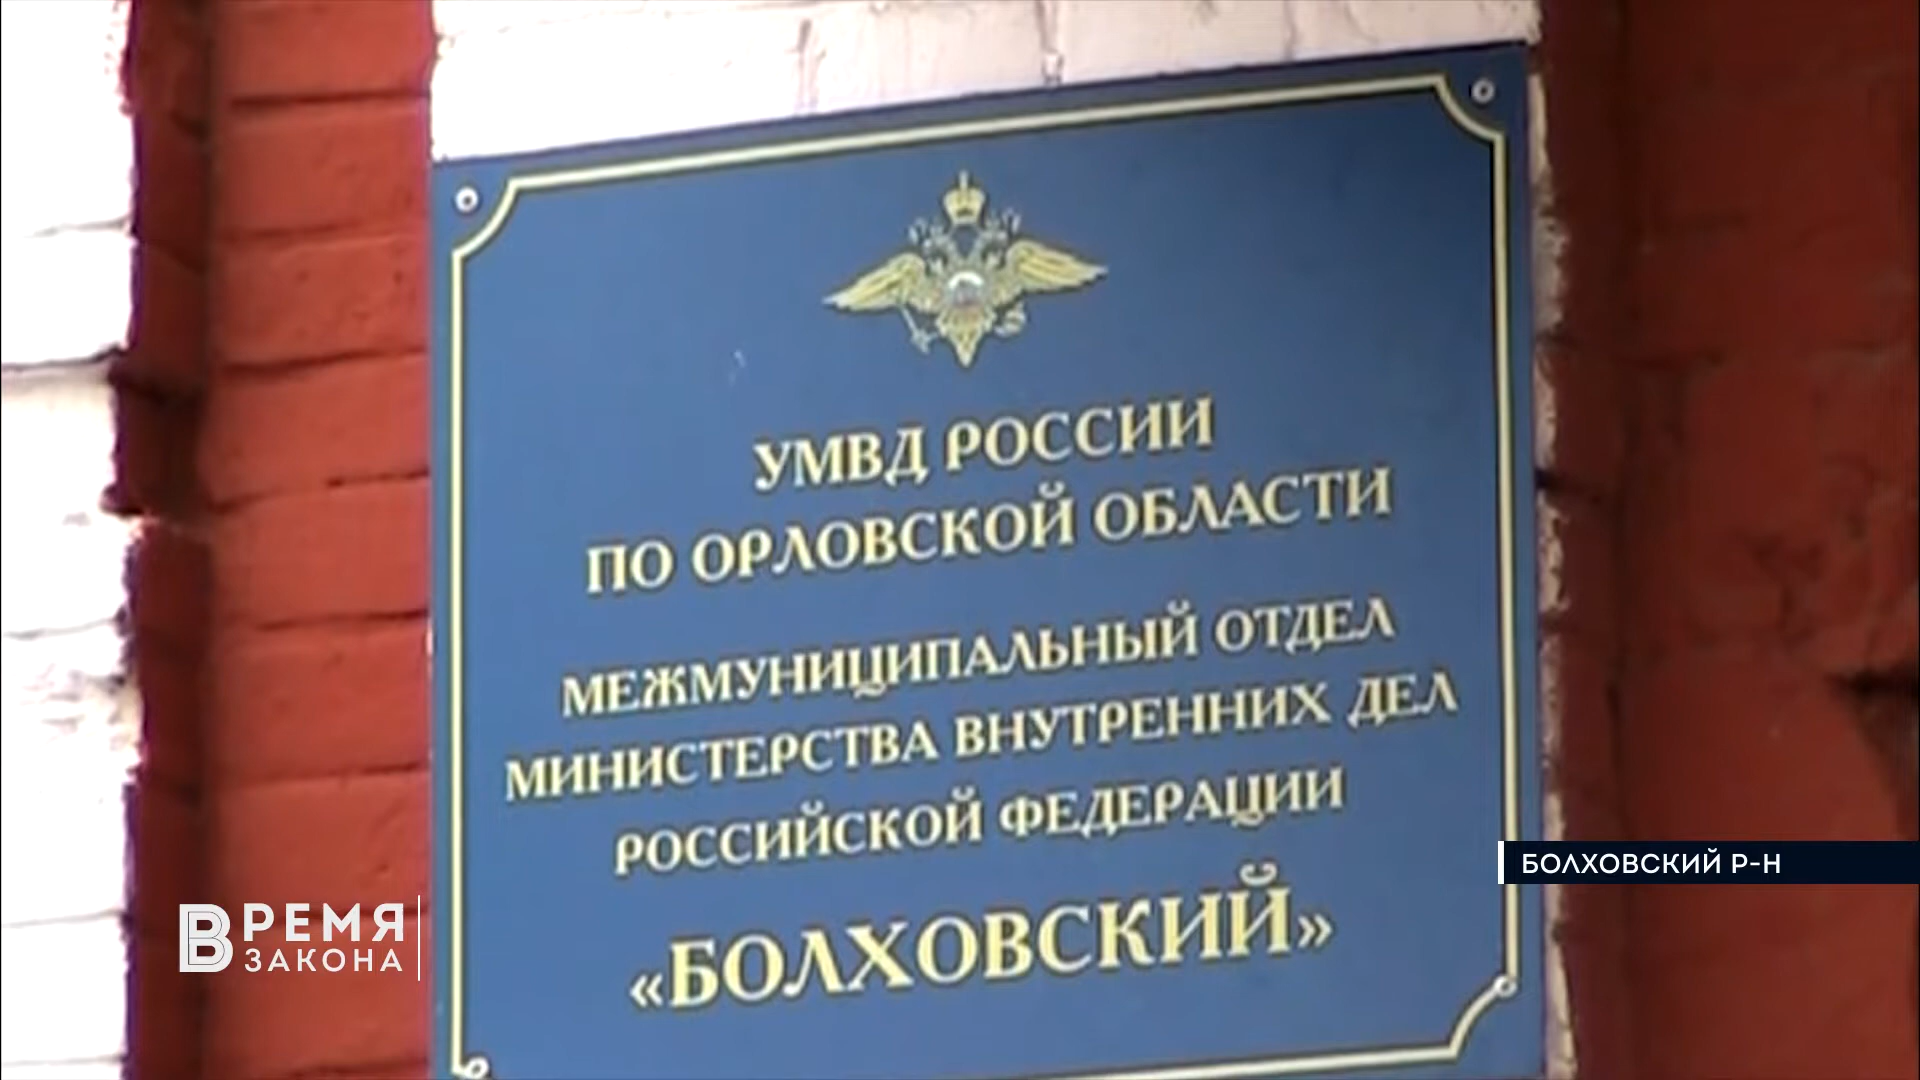 УМВД РОССИИ
ПО ОРЛОВСКОЙ ОБЛАСТИ
МЕЖМУНИЦИПАЛЬНЫЙ ОТДЕЛ
МИНИСТЕРСТВА ВНУТРЕННИХ ДЕЛ
РОССИЙСКОЙ ФЕДЕРАЦИИ
«БОЛХОВСКИЙ»
БОЛХОВСКИЙ Р-Н
ВРЕМЯ
ЗАКОНА